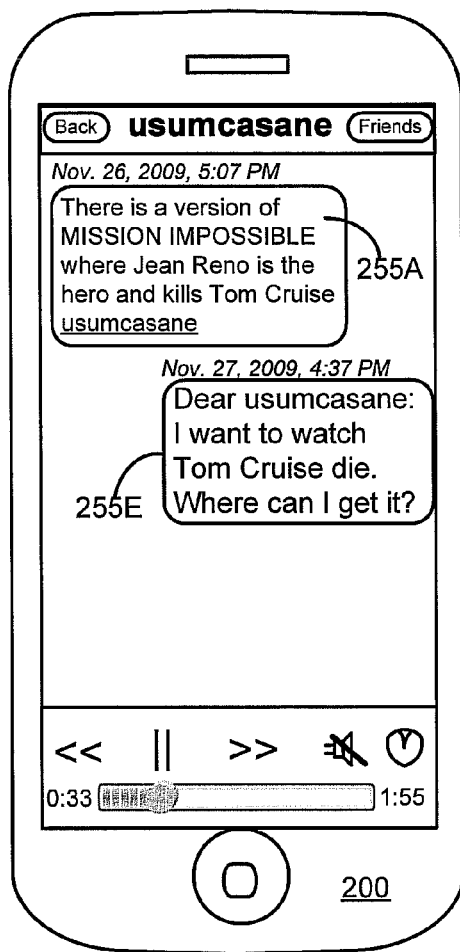 Back usumcasane Friends
Nov. 26, 2009, 5:07 PM
There is a version of
MISSION IMPOSSIBLE
where Jean Reno is the
hero and kills Tom Cruise
usumcasane
255A
Nov. 27, 2009, 4:37 PM
Dear usumcasane:
I want to watch
Tom Cruise die.
Where can I get it?
255E
<< || >>
0:33 1:55
200